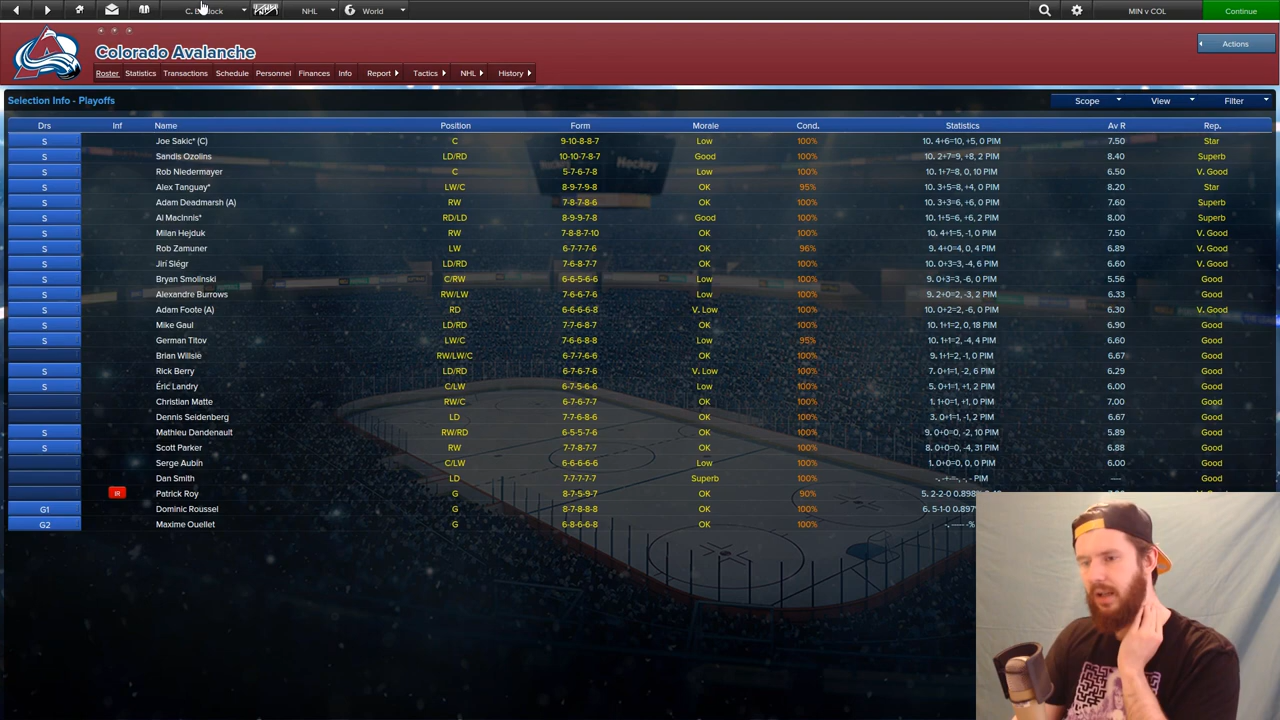 NHL World MIN v COL Continue
Colorado Avalanche Actions
Roster Statistics Transactions Schedule Personnel Finances Info Report Tactics NHL History
Selection Info - Playoffs Scope View Filter
Drs Inf Name Position Form Morale Cond. Statistics Av R Rep.
S Joe Sakic* (C) C 9-10-8-8-7 Low 100% 10. 4+6=10, +5, 0 PIM 7.50 Star
S Sandis Ozolins LD/RD 10-10-7-8-7 Good 100% 10. 2+7=9, +8, 2 PIM 8.40 Superb
S Rob Niedermayer C 5-7-6-7-8 Low 100% 10. 1+7=8, 0, 10 PIM 6.50 V. Good
S Alex Tanguay* LW/C 8-9-7-9-8 OK 95% 10. 3+5=8, +4, 0 PIM 8.20 Star
S Adam Deadmarsh (A) RW 7-8-7-8-6 OK 100% 10. 3+3=6, +6, 0 PIM 7.60 Superb
S Al MacInnis* RD/LD 8-9-9-7-8 Good 100% 10. 1+5=6, +6, 2 PIM 8.00 Superb
S Milan Hejduk RW 7-8-8-7-10 OK 100% 10. 4+1=5, -1, 0 PIM 7.50 V. Good
S Rob Zamuner LW 6-7-7-7-6 OK 96% 9. 4+0=4, 0, 4 PIM 6.89 V. Good
S Jirí Slégr LD/RD 7-6-8-7-7 OK 100% 10. 0+3=3, -4, 6 PIM 6.60 V. Good
S Bryan Smolinski C/RW 6-6-5-6-6 Low 100% 9. 0+3=3, -6, 0 PIM 5.56 Good
S Alexandre Burrows RW/LW 7-6-6-7-6 Low 100% 9. 2+0=2, -3, 2 PIM 6.33 Good
S Adam Foote (A) RD 6-6-6-6-8 V. Low 100% 10. 0+2=2, -6, 0 PIM 6.30 V. Good
S Mike Gaul LD/RD 7-7-6-8-7 OK 100% 10. 1+1=2, 0, 18 PIM 6.90 Good
S German Titov LW/C 7-6-6-8-8 Low 95% 10. 1+1=2, -4, 4 PIM 6.60 Good
Brian Willsie RW/LW/C 6-7-7-6-6 OK 100% 9. 1+1=2, -1, 0 PIM 6.67 Good
S Rick Berry LD/RD 6-7-6-6-7 V. Low 100% 7. 0+1=1, -2, 6 PIM 6.29 Good
S Éric Landry C/LW 6-7-5-6-6 Low 100% 5. 0+1=1, +1, 2 PIM 6.00 Good
Christian Matte RW/C 6-7-6-7-7 OK 100% 1. 1+0=1, +1, 0 PIM 7.00 Good
Dennis Seidenberg LD 7-7-6-8-6 OK 100% 3. 0+1=1, -1, 2 PIM 6.67 Good
S Mathieu Dandenault RW/RD 6-5-5-7-6 OK 100% 9. 0+0=0, -2, 10 PIM 5.89 Good
S Scott Parker RW 7-7-8-7-7 OK 100% 8. 0+0=0, -4, 31 PIM 6.88 Good
Serge Aubin C/LW 6-6-6-6-6 Low 100% 1. 0+0=0, 0, 0 PIM 6.00 Good
Dan Smith LD 7-7-7-7-7 Superb 100% -. -+-=-, -, - PIM ---- Good
IR Patrick Roy G 8-7-5-9-7 OK 90% 5. 2-2-0
G1 Dominic Roussel G 8-7-8-8-8 OK 100% 6. 5-1-0
G2 Maxime Ouellet G 6-8-6-6-8 OK 100%